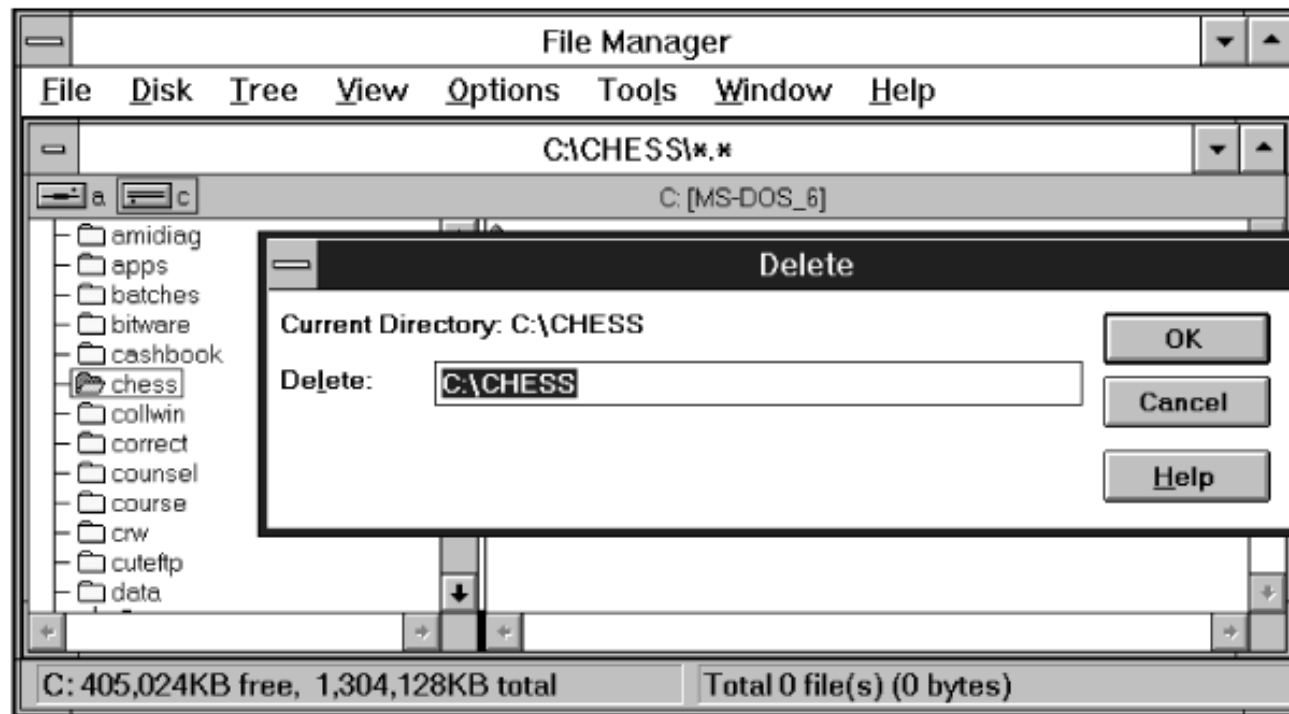 File Manager
File Disk Tree View Options Tools Window Help
C:\CHESS\*.*
a c C: [MS-DOS_6]
amidiag
apps
batches
bitware
cashbook
chess
collwin
correct
counsel
course
crw
cuteftp
data
Delete
Current Directory: C:\CHESS
Delete: C:\CHESS
OK
Cancel
Help
C: 405,024KB free, 1,304,128KB total Total 0 file(s) (0 bytes)